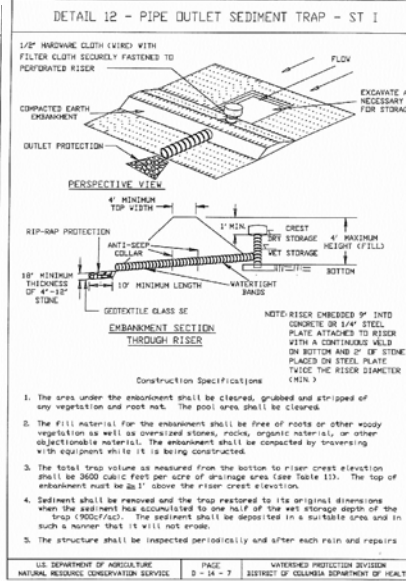 DETAIL 12 - PIPE OUTLET SEDIMENT TRAP - ST I
1/2" HARDWARE CLOTH (WIRE) WITH
FILTER CLOTH SECURELY FASTENED TO
PERFORATED RISER
FLOW
EXCAVATE A
NECESSARY
FOR STORAG
COMPACTED EARTH
EMBANKMENT
OUTLET PROTECTION
PERSPECTIVE VIEW
4' MINIMUM
TOP WIDTH
1' MIN.
CREST
DRY STORAGE
WET STORAGE
4' MAXIMUM
HEIGHT (FILL)
BOTTOM
RIP-RAP PROTECTION
ANTI-SEEP
COLLAR
18" MINIMUM
THICKNESS
OF 4"-12"
STONE
10' MINIMUM LENGTH
WATERTIGHT
BANDS
GEOTEXTILE CLASS SE
EMBANKMENT SECTION
THROUGH RISER
NOTE: RISER EMBEDDED 9" INTO
CONCRETE OR 1/4" STEEL
PLATE ATTACHED TO RISER
WITH A CONTINUOUS WELD
ON BOTTOM AND 2' OF STONE
PLACED ON STEEL PLATE
TWICE THE RISER DIAMETER
(MIN.)
Construction Specifications
1. The area under the embankment shall be cleared, grubbed and stripped of
any vegetation and root mat. The pool area shall be cleared.
2. The fill material for the embankment shall be free of roots or other woody
vegetation as well as oversized stones, rocks, organic material, or other
objectionable material. The embankment shall be compacted by traversing
with equipment while it is being constructed.
3. The total trap volume as measured from the bottom to riser crest elevation
shall be 3600 cubic feet per acre of drainage area (see Table 11). The top of
embankment must be ≥ 1' above the riser crest elevation.
4. Sediment shall be removed and the trap restored to its original dimensions
when the sediment has accumulated to one half of the wet storage depth of the
trap (900cf/ac). The sediment shall be deposited in a suitable area and in
such a manner that it will not erode.
5. The structure shall be inspected periodically and after each rain and repairs
U.S. DEPARTMENT OF AGRICULTURE
NATURAL RESOURCE CONSERVATION SERVICE
PAGE
D - 14 - 7
WATERSHED PROTECTION DIVISION
DISTRICT OF COLUMBIA DEPARTMENT OF HEALT